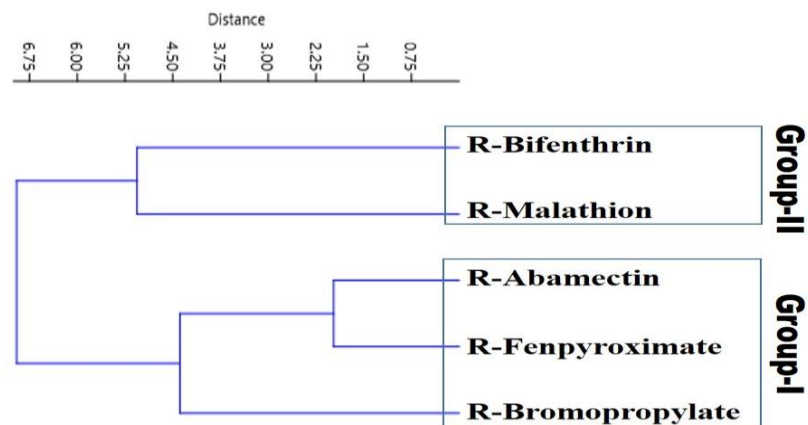 Distance
6.75 6.00 5.25 4.50 3.75 3.00 2.25 1.50 0.75
R-Bifenthrin
R-Malathion
Group-II
R-Abamectin
R-Fenpyroximate
R-Bromopropylate
Group-I